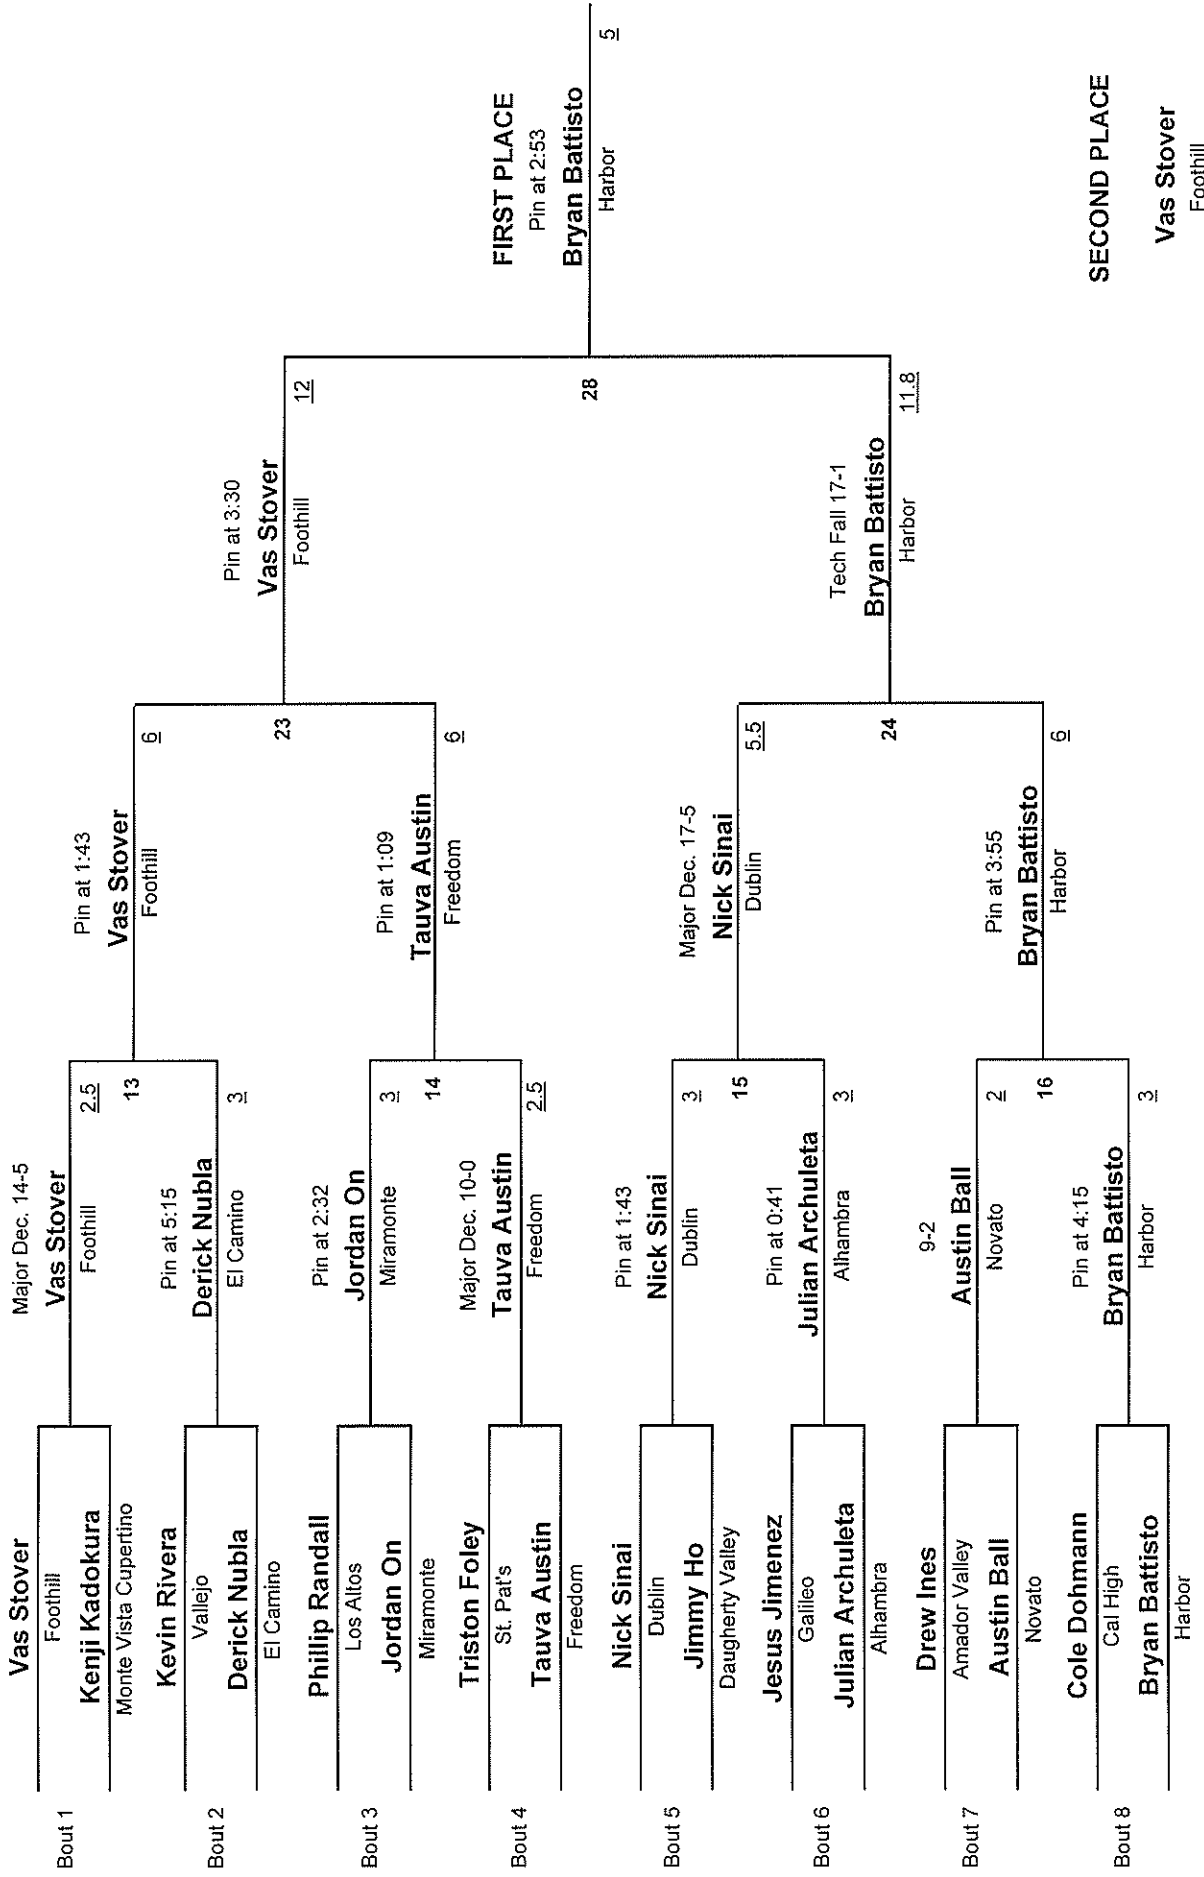 Bout 1
Vas Stover
Foothill
Kenji Kadokura
Monte Vista Cupertino
Bout 2
Kevin Rivera
Vallejo
Derick Nubla
El Camino
Bout 3
Phillip Randall
Los Altos
Jordan On
Miramonte
Bout 4
Triston Foley
St. Pat's
Tauva Austin
Freedom
Bout 5
Nick Sinai
Dublin
Jimmy Ho
Daugherty Valley
Bout 6
Jesus Jimenez
Galileo
Julian Archuleta
Alhambra
Bout 7
Drew Ines
Amador Valley
Austin Ball
Novato
Bout 8
Cole Dohmann
Cal High
Bryan Battisto
Harbor
Major Dec. 14-5
Vas Stover
Foothill
2.5
13
Pin at 5:15
Derick Nubla
El Camino
3
Pin at 2:32
Jordan On
Miramonte
3
14
Major Dec. 10-0
Tauva Austin
Freedom
2.5
Pin at 1:43
Nick Sinai
Dublin
3
15
Pin at 0:41
Julian Archuleta
Alhambra
3
9-2
Austin Ball
Novato
2
16
Pin at 4:15
Bryan Battisto
Harbor
3
Pin at 1:43
Vas Stover
Foothill
6
23
Pin at 1:09
Tauva Austin
Freedom
6
Major Dec. 17-5
Nick Sinai
Dublin
5.5
24
Pin at 3:55
Bryan Battisto
Harbor
6
Pin at 3:30
Vas Stover
Foothill
12
28
Tech Fall 17-1
Bryan Battisto
Harbor
11.8
FIRST PLACE
Pin at 2:53
Bryan Battisto
Harbor
5
SECOND PLACE
Vas Stover
Foothill